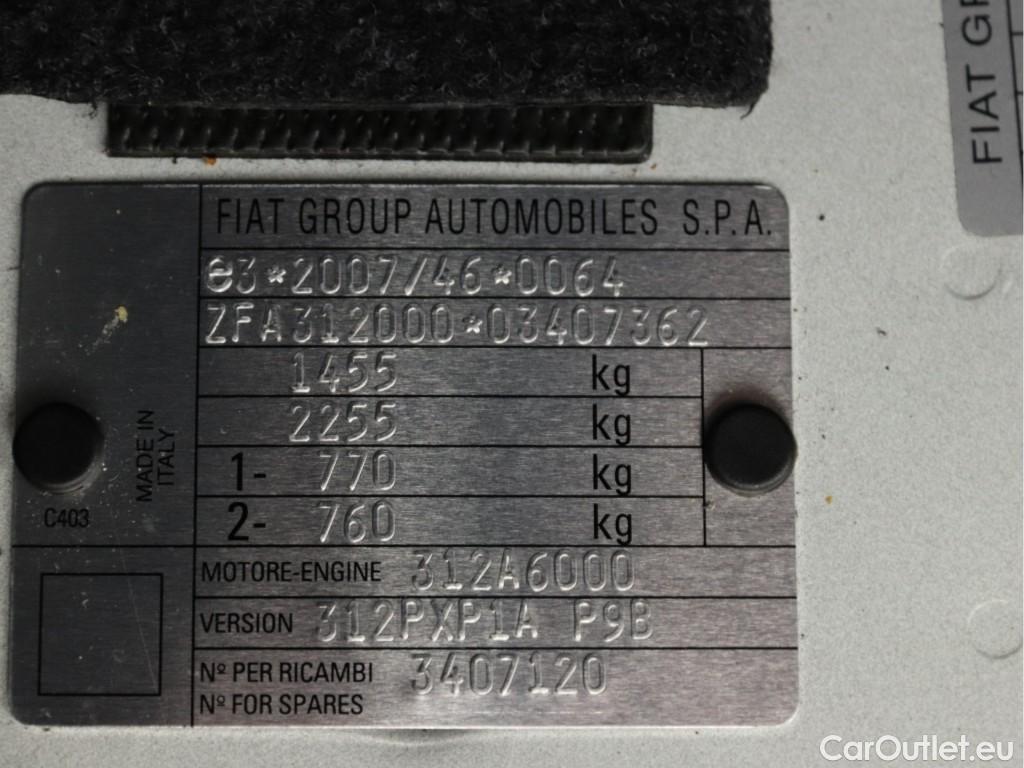 FIAT GROUP AUTOMOBILES S.P.A.
e3*2007/46*0064
ZFA312000*03407362
1455 kg
2255 kg
1- 770 kg
2- 760 kg
MADE IN
ITALY
C403
MOTORE-ENGINE 312A6000
VERSION 312PXP1A P9B
Nº PER RICAMBI 3407120
Nº FOR SPARES
FIAT GR
CarOutlet.eu